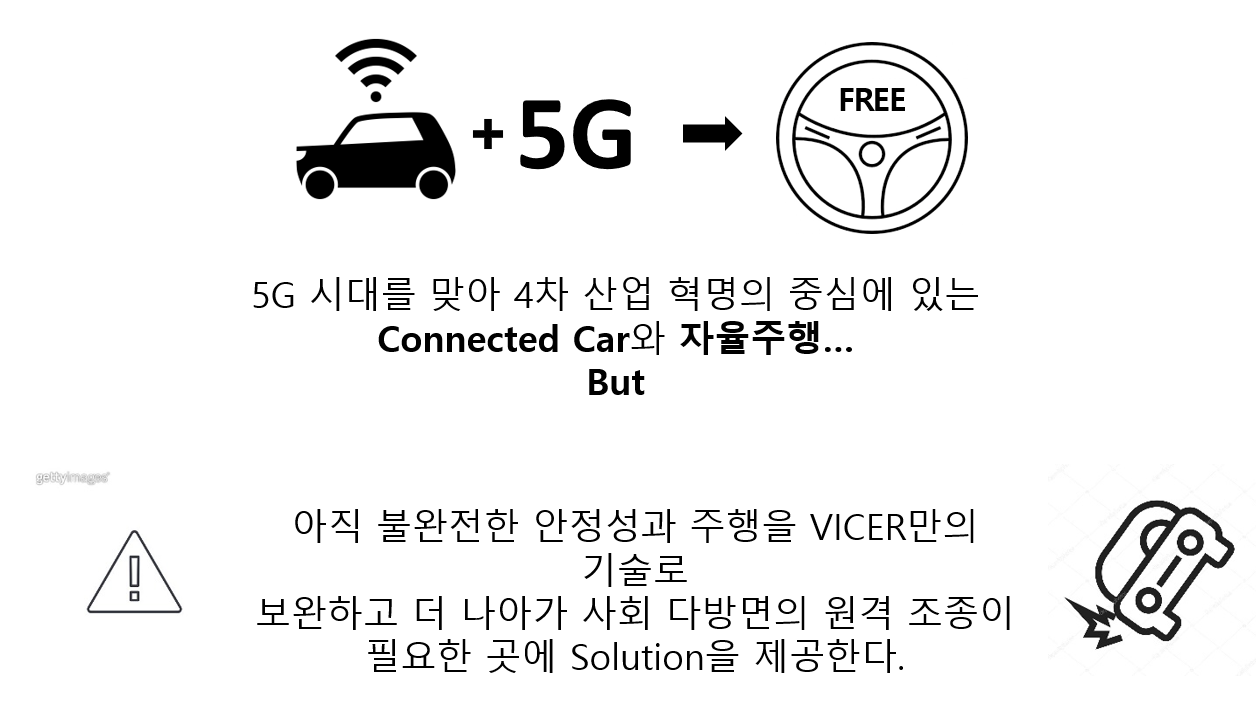 FREE
+ 5G
5G 시대를 맞아 4차 산업 혁명의 중심에 있는
Connected Car와 자율주행...
But
gettyimages
아직 불완전한 안정성과 주행을 VICER만의
기술로
보완하고 더 나아가 사회 다방면의 원격 조종이
필요한 곳에 Solution을 제공한다.